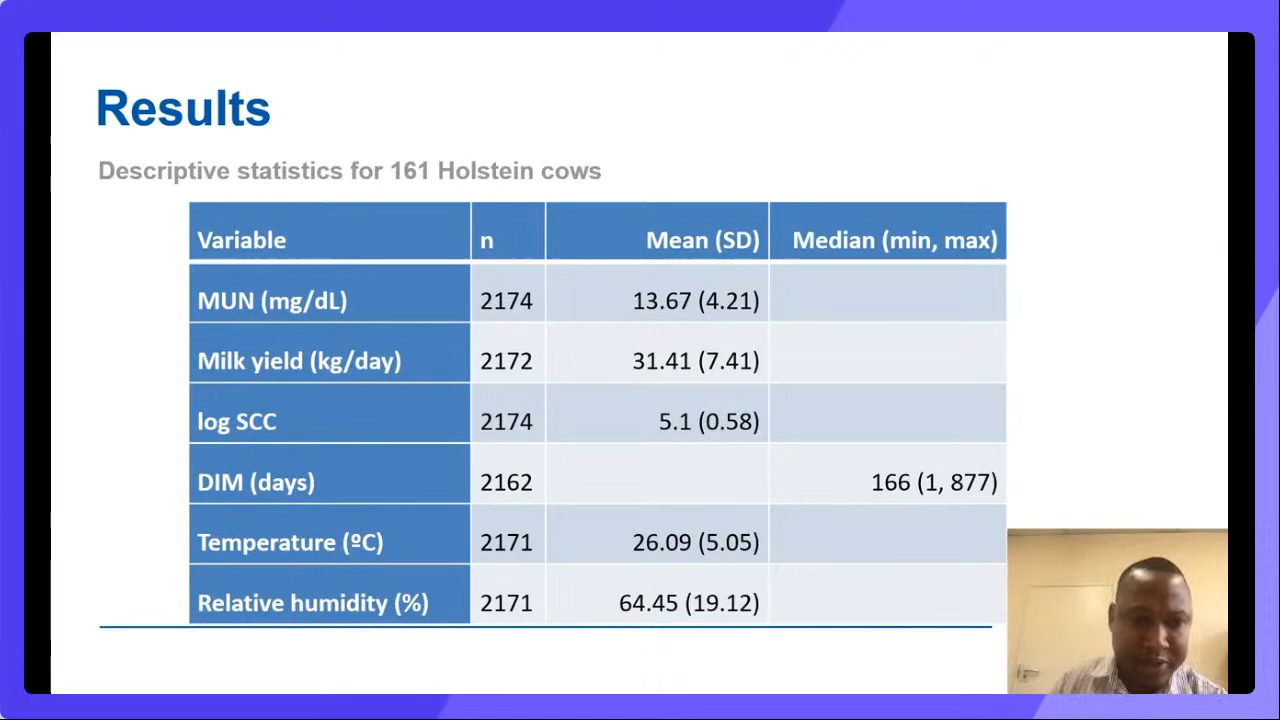 Results
Descriptive statistics for 161 Holstein cows
Variable n Mean (SD) Median (min, max)
MUN (mg/dL) 2174 13.67 (4.21)
Milk yield (kg/day) 2172 31.41 (7.41)
log SCC 2174 5.1 (0.58)
DIM (days) 2162 166 (1, 877)
Temperature (ºC) 2171 26.09 (5.05)
Relative humidity (%) 2171 64.45 (19.12)